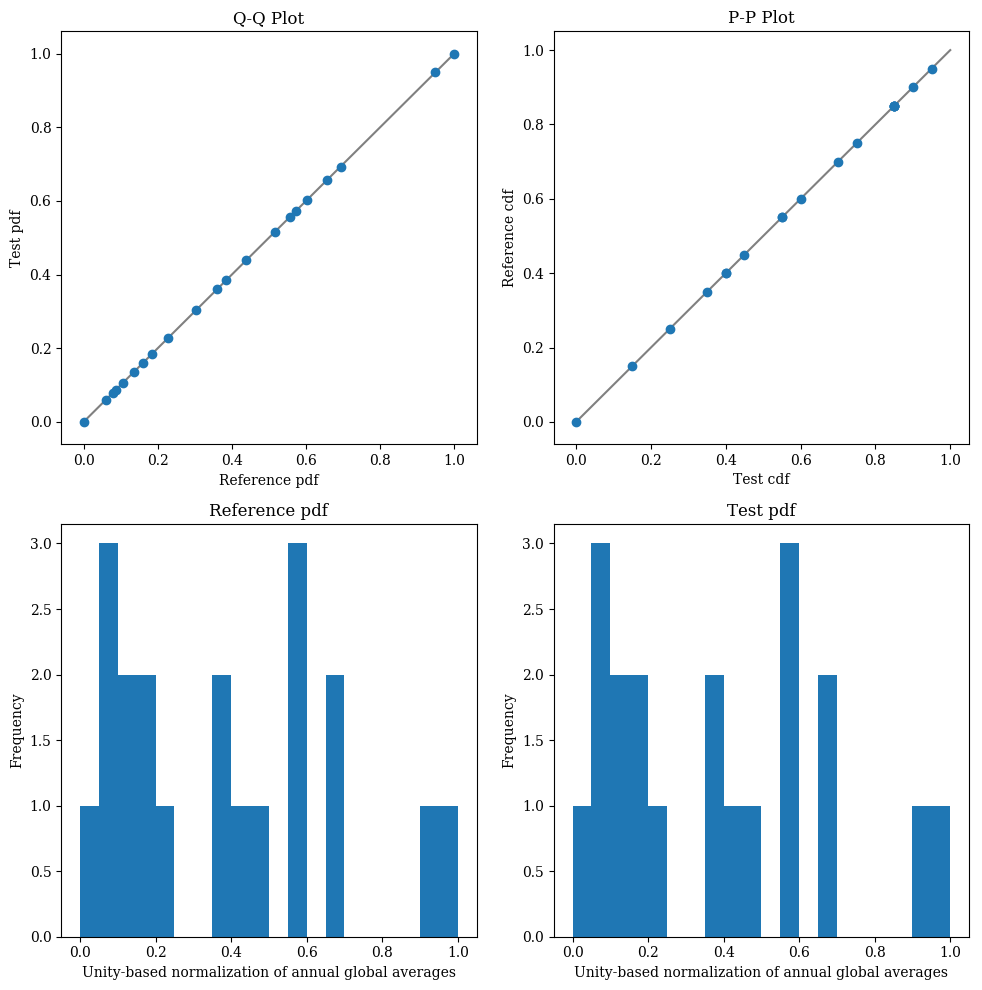 Q-Q Plot
1.0
0.8
0.6
0.4
0.2
0.0
Test pdf
0.0 0.2 0.4 0.6 0.8 1.0
Reference pdf
P-P Plot
1.0
0.8
0.6
0.4
0.2
0.0
Reference cdf
0.0 0.2 0.4 0.6 0.8 1.0
Test cdf
Reference pdf
3.0
2.5
2.0
1.5
1.0
0.5
0.0
Frequency
0.0 0.2 0.4 0.6 0.8 1.0
Unity-based normalization of annual global averages
Test pdf
3.0
2.5
2.0
1.5
1.0
0.5
0.0
Frequency
0.0 0.2 0.4 0.6 0.8 1.0
Unity-based normalization of annual global averages